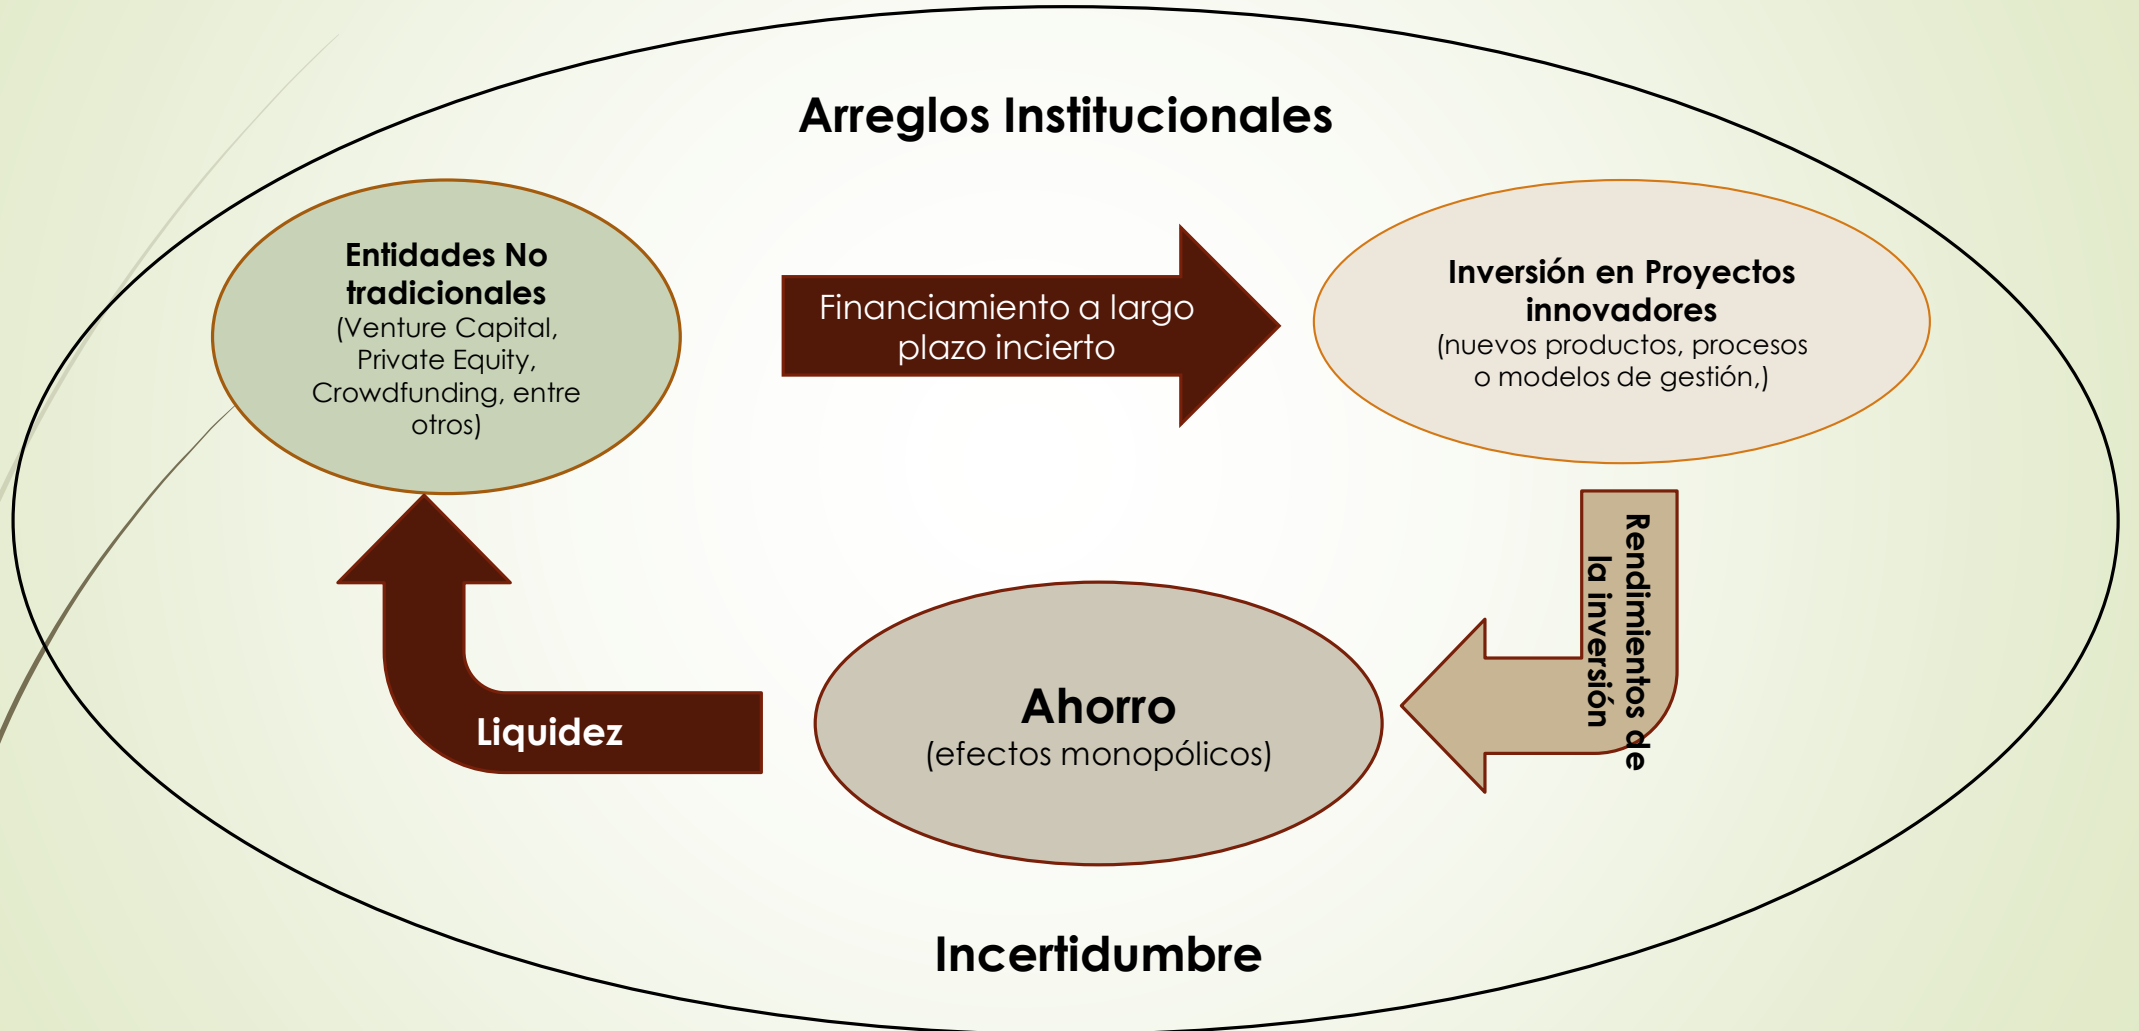 Arreglos Institucionales
Entidades No
tradicionales
(Venture Capital,
Private Equity,
Crowdfunding, entre
otros)
Financiamiento a largo
plazo incierto
Inversión en Proyectos
innovadores
(nuevos productos, procesos
o modelos de gestión,)
Rendimientos de
la inversión
Ahorro
(efectos monopólicos)
Liquidez
Incertidumbre